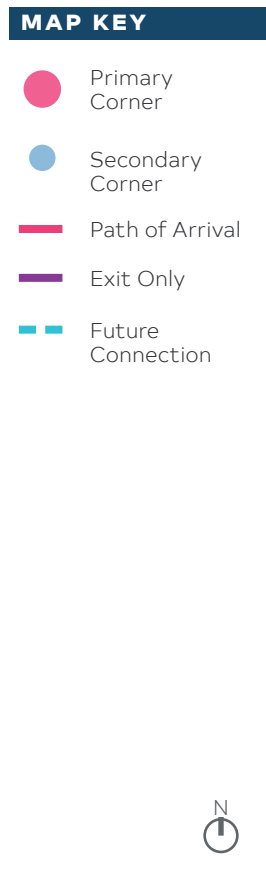 MAP KEY
Primary
Corner
Secondary
Corner
Path of Arrival
Exit Only
Future
Connection
N